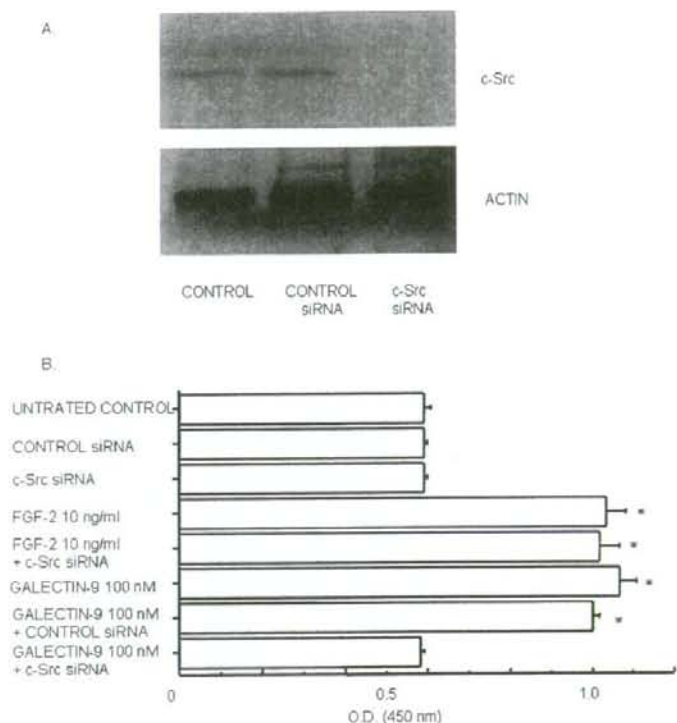 A.
c-Src
ACTIN
CONTROL
CONTROL
siRNA
c-Src
siRNA
B.
UNTRATED CONTROL
CONTROL siRNA
c-Src siRNA
FGF-2 10 ng/ml
FGF-2 10 ng/ml
+ c-Src siRNA
GALECTIN-9 100 nM
GALECTIN-9 100 nM
+ CONTROL siRNA
GALECTIN-9 100 nM
+ c-Src siRNA
*
*
*
*
0
0.5
1.0
O.D. (450 nm)